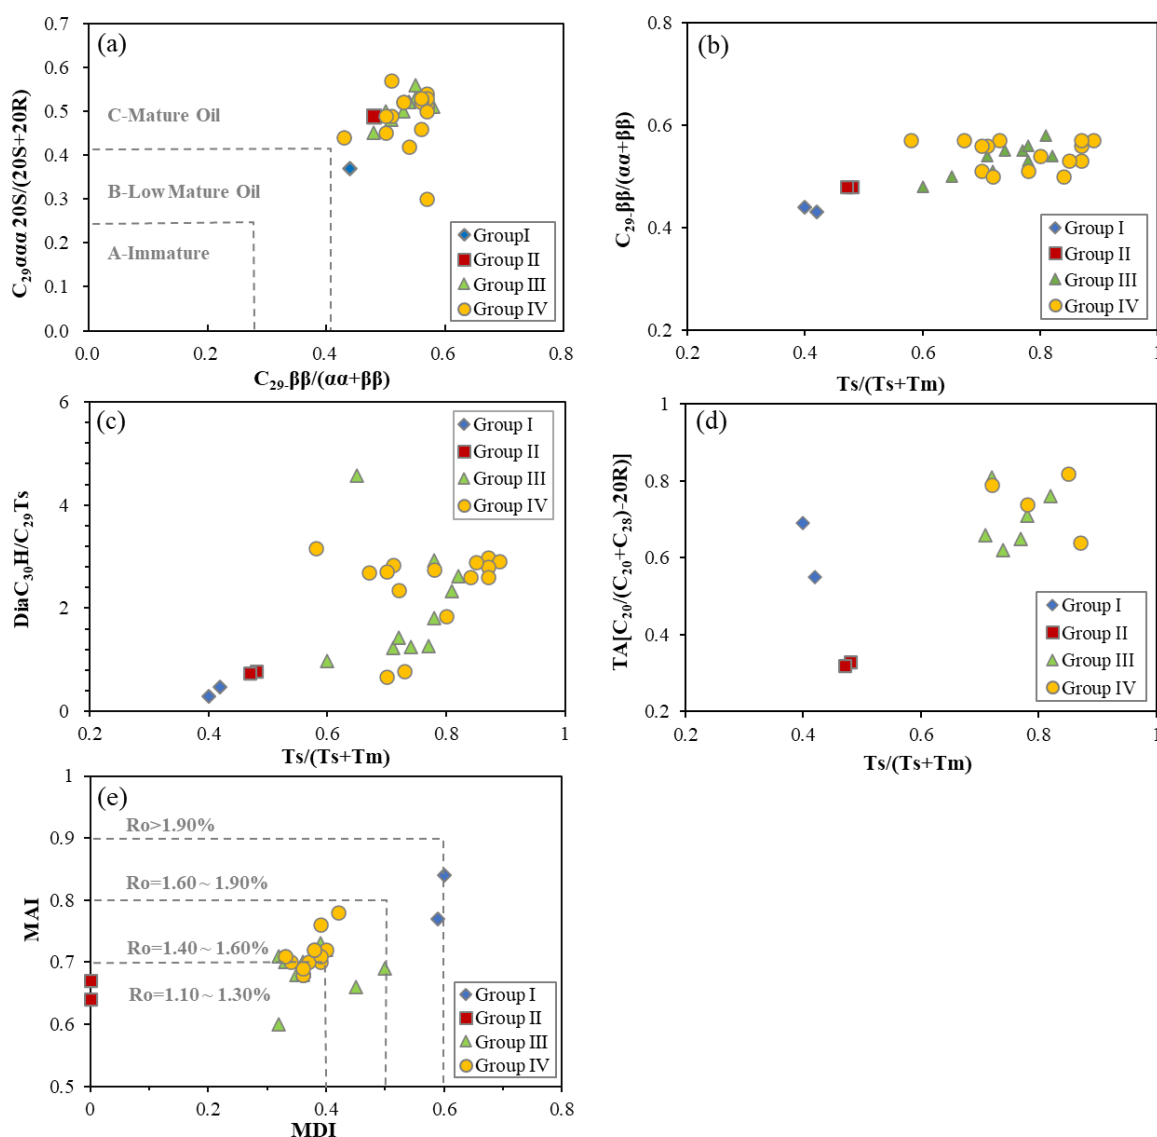 (a)
0.7
0.6
0.5
0.4
0.3
0.2
0.1
0.0
C₂₉ααα 20S/(20S+20R)
C-Mature Oil
B-Low Mature Oil
A-Immature
GroupI
Group II
Group III
Group IV
0.0 0.2 0.4 0.6 0.8
C₂₉-ββ/(αα+ββ)
(b)
0.8
0.6
0.4
0.2
C₂₉-ββ/(αα+ββ)
Group I
Group II
Group III
Group IV
0.2 0.4 0.6 0.8 1
Ts/(Ts+Tm)
(c)
6
4
2
0
DiaC₃₀H/C₂₉Ts
Group I
Group II
Group III
Group IV
0.2 0.4 0.6 0.8 1
Ts/(Ts+Tm)
(d)
1
0.8
0.6
0.4
0.2
TA[C₂₀/(C₂₀+C₂₈)-20R)]
Group I
Group II
Group III
Group IV
0.2 0.4 0.6 0.8 1
Ts/(Ts+Tm)
(e)
1
0.9
0.8
0.7
0.6
0.5
MAI
Ro>1.90%
Ro=1.60 ~ 1.90%
Ro=1.40 ~ 1.60%
Ro=1.10 ~ 1.30%
Group I
Group II
Group III
Group IV
0 0.2 0.4 0.6 0.8
MDI